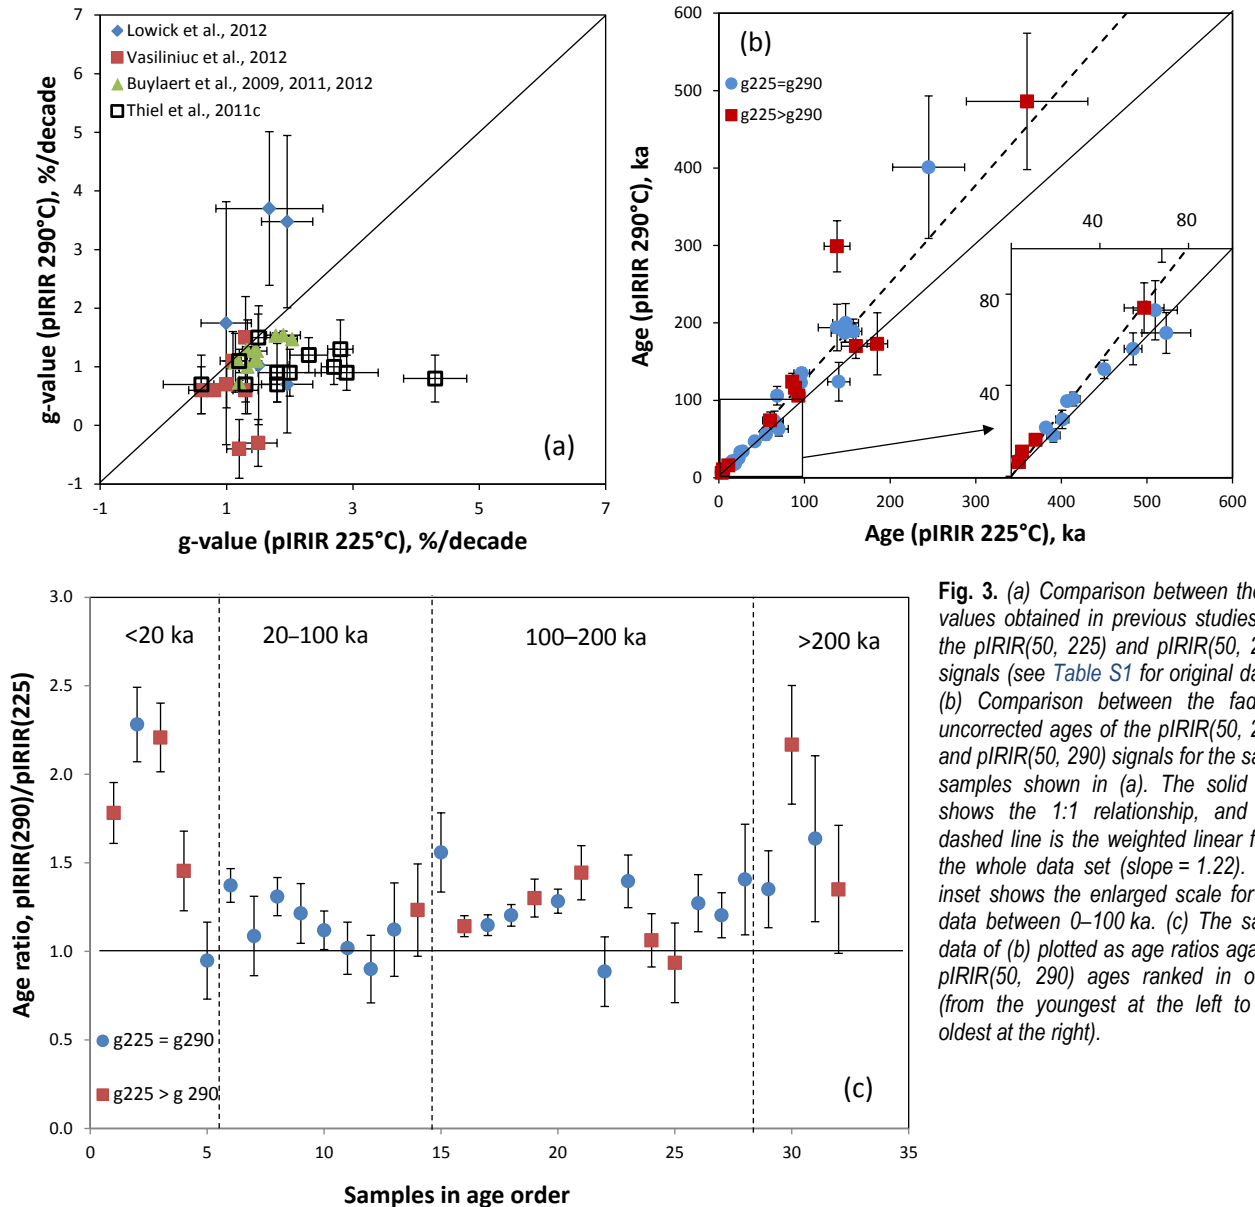 7
6
5
4
3
2
1
0
-1
-1
1
3
5
7
g-value (pIRIR 290°C), %/decade
g-value (pIRIR 225°C), %/decade
Lowick et al., 2012
Vasiliniuc et al., 2012
Buylaert et al., 2009, 2011, 2012
Thiel et al., 2011c
(a)
600
500
400
300
200
100
0
0
100
200
300
400
500
600
Age (pIRIR 290°C), ka
Age (pIRIR 225°C), ka
(b)
g225=g290
g225>g290
40
80
80
40
3.0
2.5
2.0
1.5
1.0
0.5
0.0
0
5
10
15
20
25
30
35
Age ratio, pIRIR(290)/pIRIR(225)
Samples in age order
<20 ka
20–100 ka
100–200 ka
>200 ka
g225 = g290
g225 > g 290
(c)
Fig. 3. (a) Comparison between the
values obtained in previous studies
the pIRIR(50, 225) and pIRIR(50, 2
signals (see Table S1 for original da
(b) Comparison between the fad
uncorrected ages of the pIRIR(50, 2
and pIRIR(50, 290) signals for the sa
samples shown in (a). The solid
shows the 1:1 relationship, and
dashed line is the weighted linear f
the whole data set (slope = 1.22).
inset shows the enlarged scale for
data between 0–100 ka. (c) The sa
data of (b) plotted as age ratios aga
pIRIR(50, 290) ages ranked in o
(from the youngest at the left to
oldest at the right).